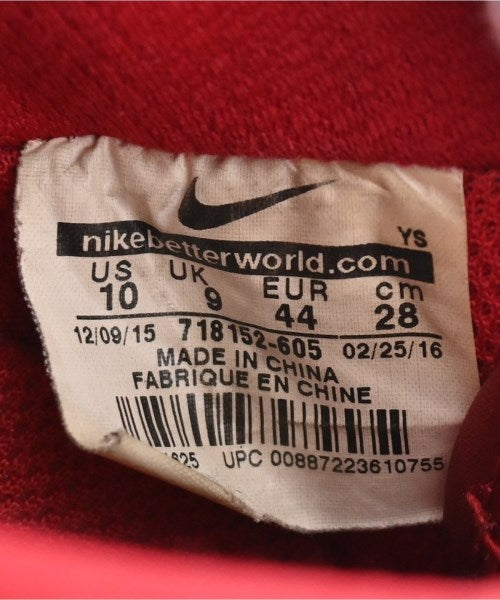 YS
nikebetterworld.com
US UK EUR cm
10 9 44 28
12/09/15 718152-605 02/25/16
MADE IN CHINA
FABRIQUE EN CHINE
UPC 00887223610755